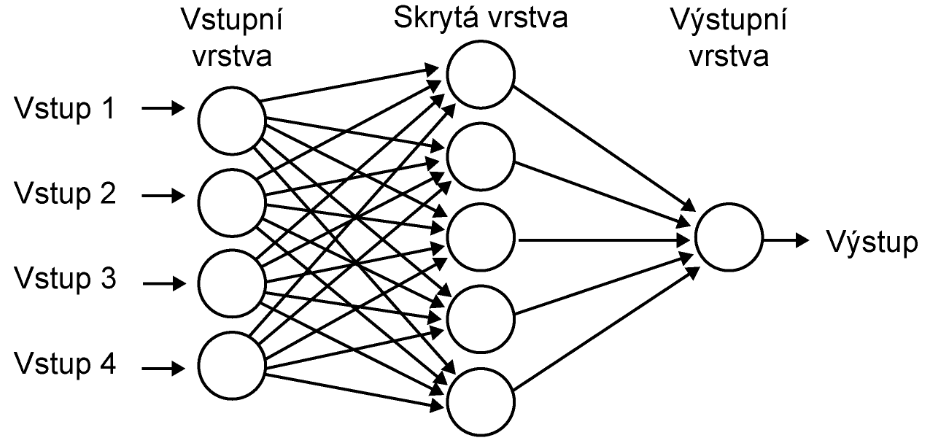 Vstupní
vrstva
Skrytá vrstva
Výstupní
vrstva
Vstup 1
Vstup 2
Vstup 3
Vstup 4
Výstup